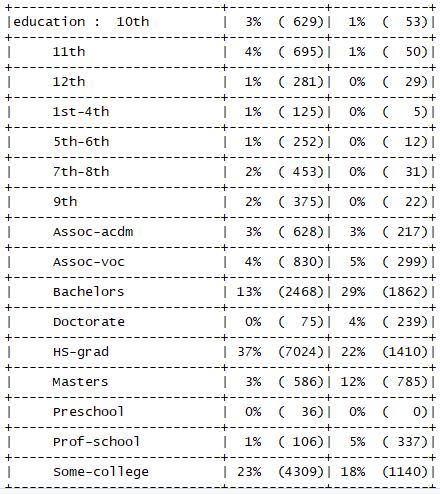 +---------------------------+------------+------------+
|education :  10th          |  3%  ( 629)|  1%  (  53)
+---------------------------+------------+------------+
|     11th                  |  4%  ( 695)|  1%  (  50)
+---------------------------+------------+------------+
|     12th                  |  1%  ( 281)|  0%  (  29)
+---------------------------+------------+------------+
|     1st-4th               |  1%  ( 125)|  0%  (   5)
+---------------------------+------------+------------+
|     5th-6th               |  1%  ( 252)|  0%  (  12)
+---------------------------+------------+------------+
|     7th-8th               |  2%  ( 453)|  0%  (  31)
+---------------------------+------------+------------+
|     9th                   |  2%  ( 375)|  0%  (  22)
+---------------------------+------------+------------+
|     Assoc-acdm            |  3%  ( 628)|  3%  ( 217)
+---------------------------+------------+------------+
|     Assoc-voc             |  4%  ( 830)|  5%  ( 299)
+---------------------------+------------+------------+
|     Bachelors             | 13%  (2468)| 29%  (1862)
+---------------------------+------------+------------+
|     Doctorate             |  0%  (  75)|  4%  ( 239)
+---------------------------+------------+------------+
|     HS-grad               | 37%  (7024)| 22%  (1410)
+---------------------------+------------+------------+
|     Masters               |  3%  ( 586)| 12%  ( 785)
+---------------------------+------------+------------+
|     Preschool             |  0%  (  36)|  0%  (   0)
+---------------------------+------------+------------+
|     Prof-school           |  1%  ( 106)|  5%  ( 337)
+---------------------------+------------+------------+
|     Some-college          | 23%  (4309)| 18%  (1140)
+---------------------------+------------+------------+